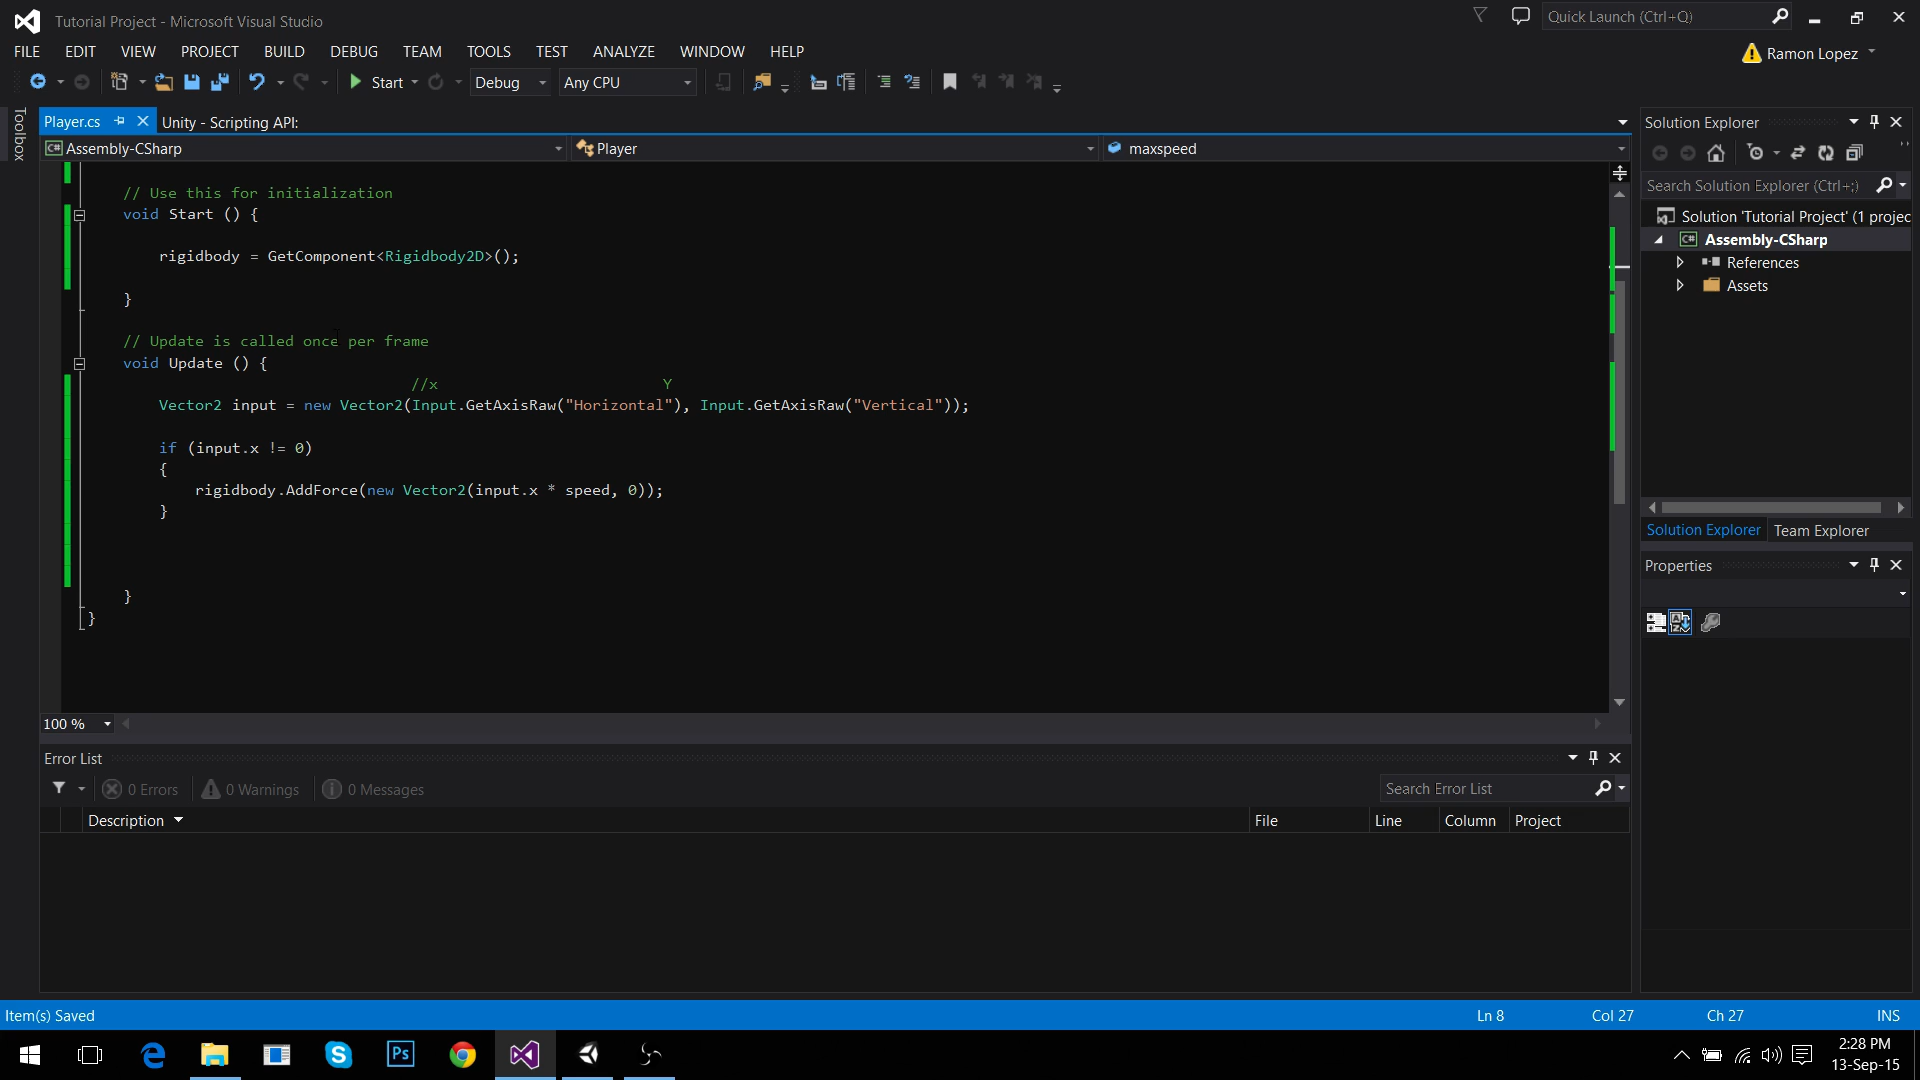 Tutorial Project - Microsoft Visual Studio
Quick Launch (Ctrl+Q)
FILE EDIT VIEW PROJECT BUILD DEBUG TEAM TOOLS TEST ANALYZE WINDOW HELP
Ramon Lopez
Start Debug Any CPU
Toolbox
Player.cs Unity - Scripting API:
Assembly-CSharp Player maxspeed
// Use this for initialization
void Start () {
rigidbody = GetComponent<Rigidbody2D>();
}
// Update is called once per frame
void Update () {
//x Y
Vector2 input = new Vector2(Input.GetAxisRaw("Horizontal"), Input.GetAxisRaw("Vertical"));
if (input.x != 0)
{
rigidbody.AddForce(new Vector2(input.x * speed, 0));
}
}
}
100 %
Error List
0 Errors 0 Warnings 0 Messages
Search Error List
Description File Line Column Project
Solution Explorer
Search Solution Explorer (Ctrl+;)
Solution 'Tutorial Project' (1 projec
C# Assembly-CSharp
References
Assets
Solution Explorer Team Explorer
Properties
Item(s) Saved Ln 8 Col 27 Ch 27 INS
Ps
2:28 PM
13-Sep-15